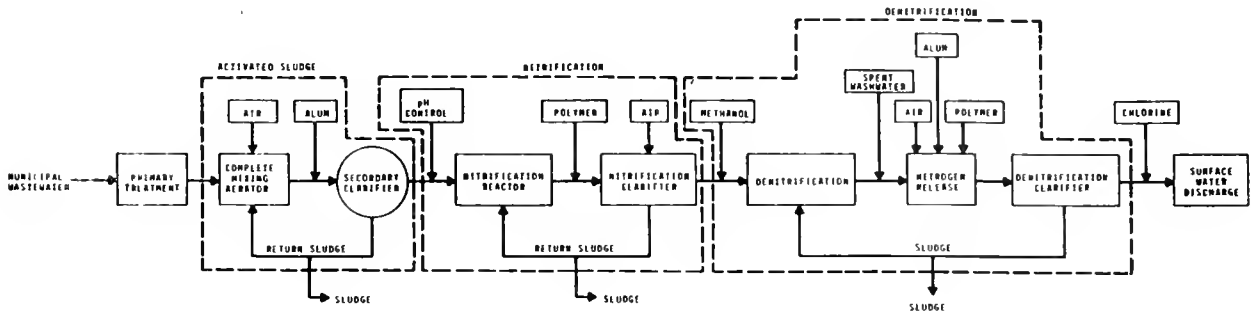 DENITRIFICATION
ACTIVATED SLUDGE
NITRIFICATION
ALUM
SPENT
WASHWATER
AIR
ALUM
pH
CONTROL
POLYMER
AIR
METHANOL
AIR
POLYMER
CHLORINE
MUNICIPAL
WASTEWATER
PRIMARY
TREATMENT
COMPLETE
MIXING
AERATOR
SECONDARY
CLARIFIER
NITRIFICATION
REACTOR
NITRIFICATION
CLARIFIER
DENITRIFICATION
NITROGEN
RELEASE
DENITRIFICATION
CLARIFIER
SURFACE
WATER
DISCHARGE
RETURN SLUDGE
RETURN SLUDGE
SLUDGE
SLUDGE
SLUDGE
SLUDGE